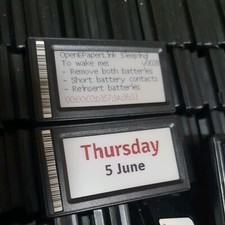 OpenEPaperLink Sleeping
To wake me:
- Remove both batteries
- Short battery contacts
- Reinsert batteries
Thursday
5 June